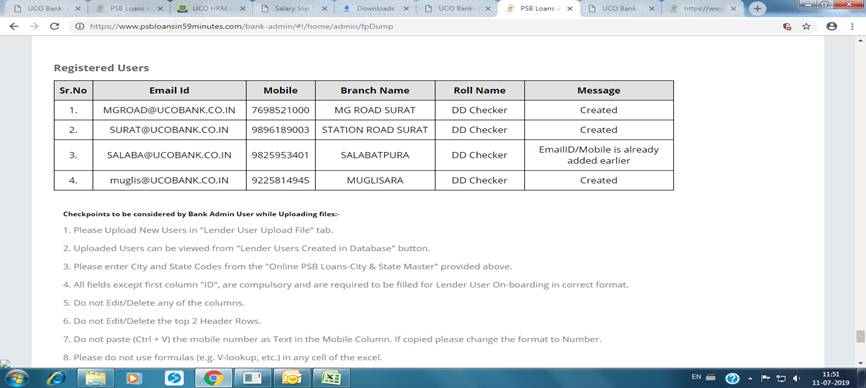 UCO Bank-
PSB Loans in
UCO HRM
Salary Slip
Downloads
UCO Bank-
PSB Loans in
UCO Bank
https://ww
https://www.psbloansin59minutes.com/bank-admin/#!/home/admin/fpDump
Registered Users
Sr.No Email Id Mobile Branch Name Roll Name Message
1. MGROAD@UCOBANK.CO.IN 7698521000 MG ROAD SURAT DD Checker Created
2. SURAT@UCOBANK.CO.IN 9896189003 STATION ROAD SURAT DD Checker Created
3. SALABA@UCOBANK.CO.IN 9825953401 SALABATPURA DD Checker EmailID/Mobile is already
added earlier
4. muglis@UCOBANK.CO.IN 9225814945 MUGLISARA DD Checker Created
Checkpoints to be considered by Bank Admin User while Uploading files:-
1. Please Upload New Users in "Lender User Upload File" tab.
2. Uploaded Users can be viewed from "Lender Users Created in Database" button.
3. Please enter City and State Codes from the "Online PSB Loans-City & State Master" provided above.
4. All fields except first column "ID", are compulsory and are required to be filled for Lender User On-boarding in correct format.
5. Do not Edit/Delete any of the columns.
6. Do not Edit/Delete the top 2 Header Rows.
7. Do not paste (Ctrl + V) the mobile number as Text in the Mobile Column. If copied please change the format to Number.
8. Please do not use formulas (e.g. V-lookup, etc.) in any cell of the excel.
EN
11:51
11-07-2019